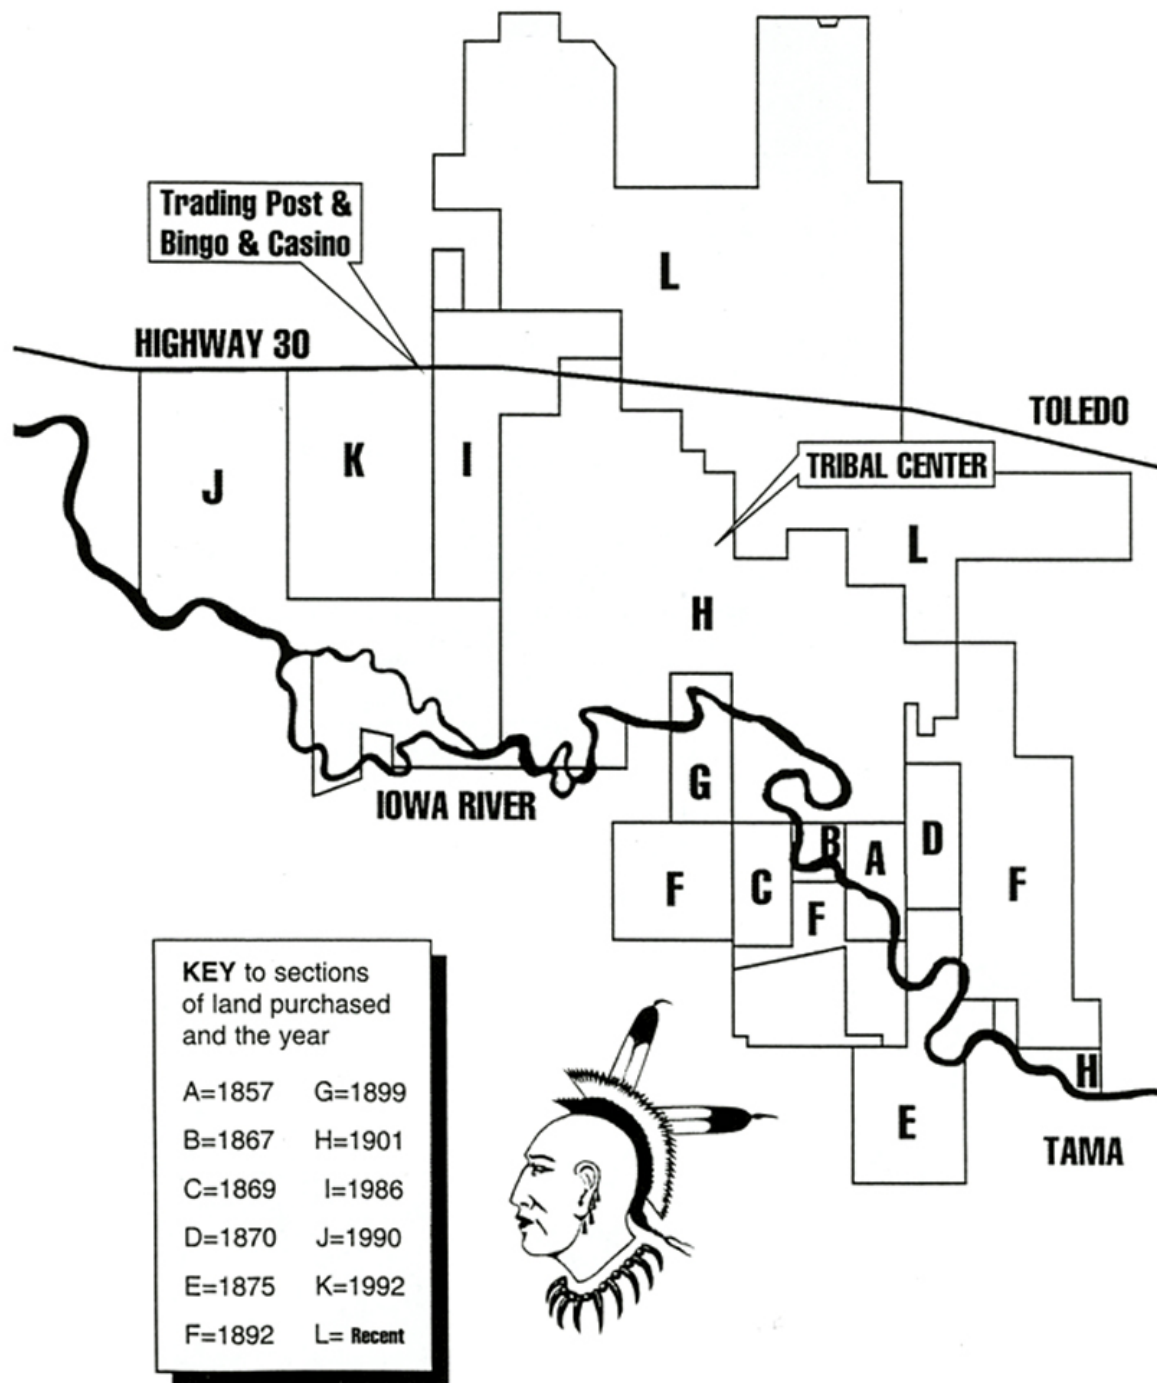 Trading Post &
Bingo & Casino
L
HIGHWAY 30
TOLEDO
K
I
TRIBAL CENTER
J
L
H
G
IOWA RIVER
B
A
D
F
C
F
F
KEY to sections
of land purchased
and the year
A=1857 G=1899
B=1867 H=1901
C=1869 I=1986
D=1870 J=1990
E=1875 K=1992
F=1892 L= Recent
H
E
TAMA